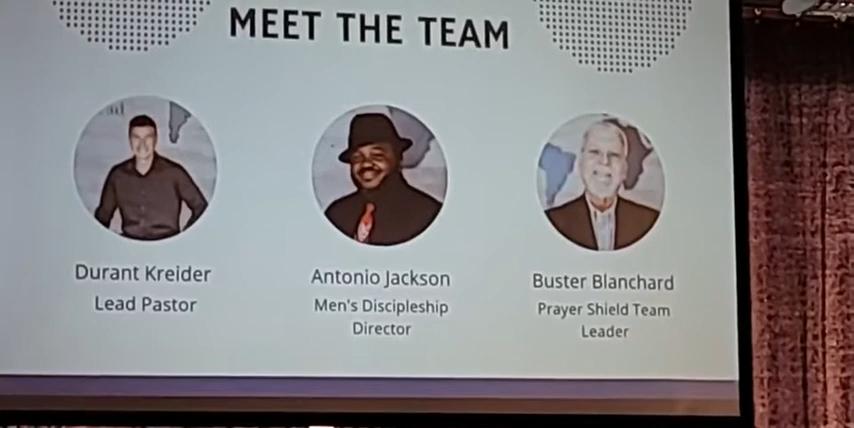 MEET THE TEAM
Durant Kreider
Lead Pastor
Antonio Jackson
Men's Discipleship
Director
Buster Blanchard
Prayer Shield Team
Leader